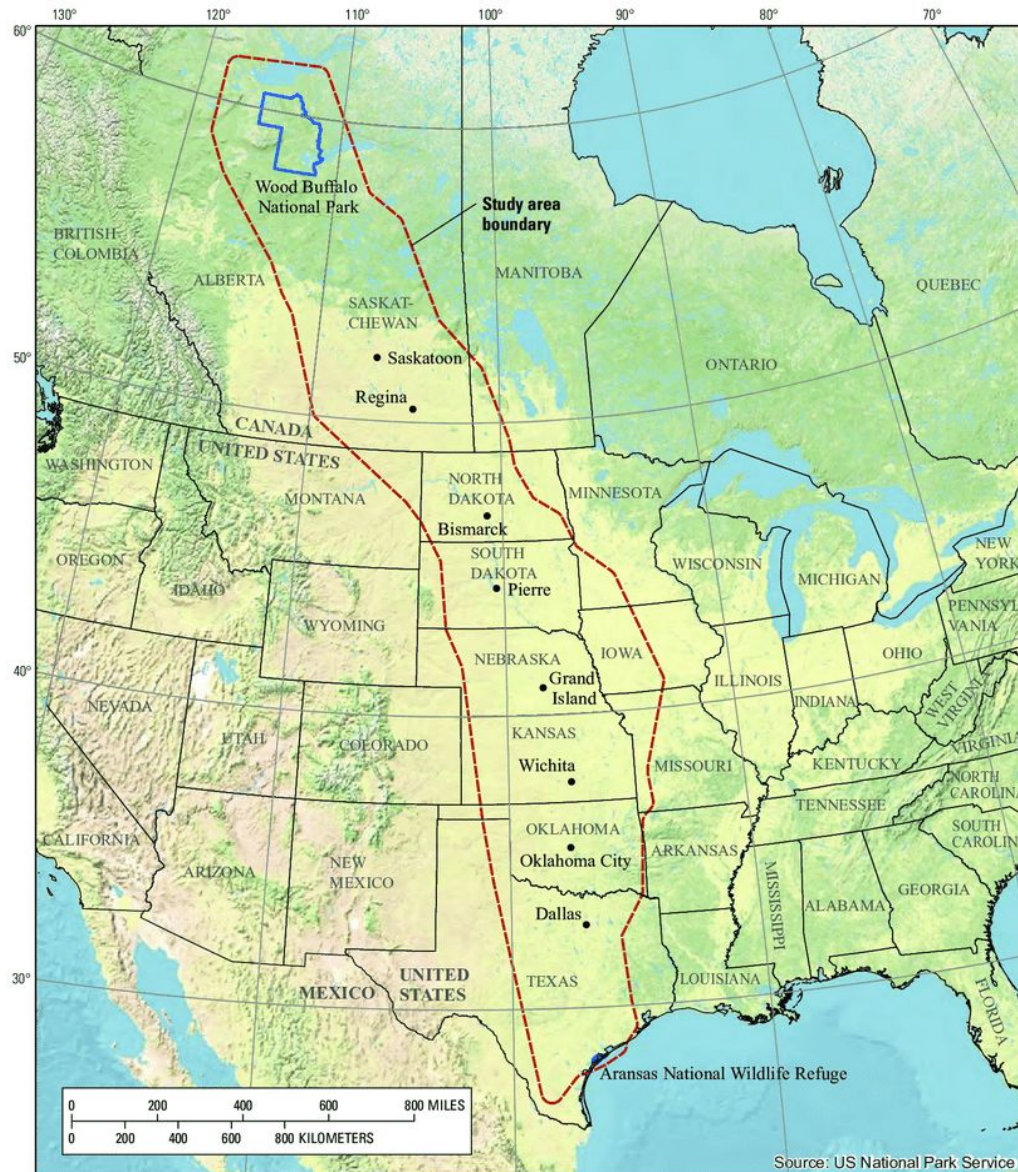 130°
120°
110°
100°
90°
80°
70°
60°
50°
40°
30°
Wood Buffalo
National Park
Study area
boundary
BRITISH
COLOMBIA
ALBERTA
SASKAT-
CHEWAN
MANITOBA
ONTARIO
QUEBEC
Saskatoon
Regina
CANADA
UNITED STATES
WASHINGTON
MONTANA
NORTH
DAKOTA
Bismarck
MINNESOTA
OREGON
IDAHO
SOUTH
DAKOTA
Pierre
WISCONSIN
MICHIGAN
NEW
YORK
WYOMING
PENNSYL
VANIA
NEBRASKA
IOWA
Grand
Island
ILLINOIS
INDIANA
OHIO
WEST
VIRGINIA
VIRGINIA
NEVADA
UTAH
COLORADO
KANSAS
Wichita
MISSOURI
KENTUCKY
NORTH
CAROLINA
CALIFORNIA
ARIZONA
NEW
MEXICO
OKLAHOMA
Oklahoma City
ARKANSAS
TENNESSEE
SOUTH
CAROLIN
MISSISSIPPI
ALABAMA
GEORGIA
Dallas
TEXAS
LOUISIANA
FLORIDA
UNITED
STATES
MEXICO
Aransas National Wildlife Refuge
0 200 400 600 800 MILES
0 200 400 600 800 KILOMETERS
Source: US National Park Service